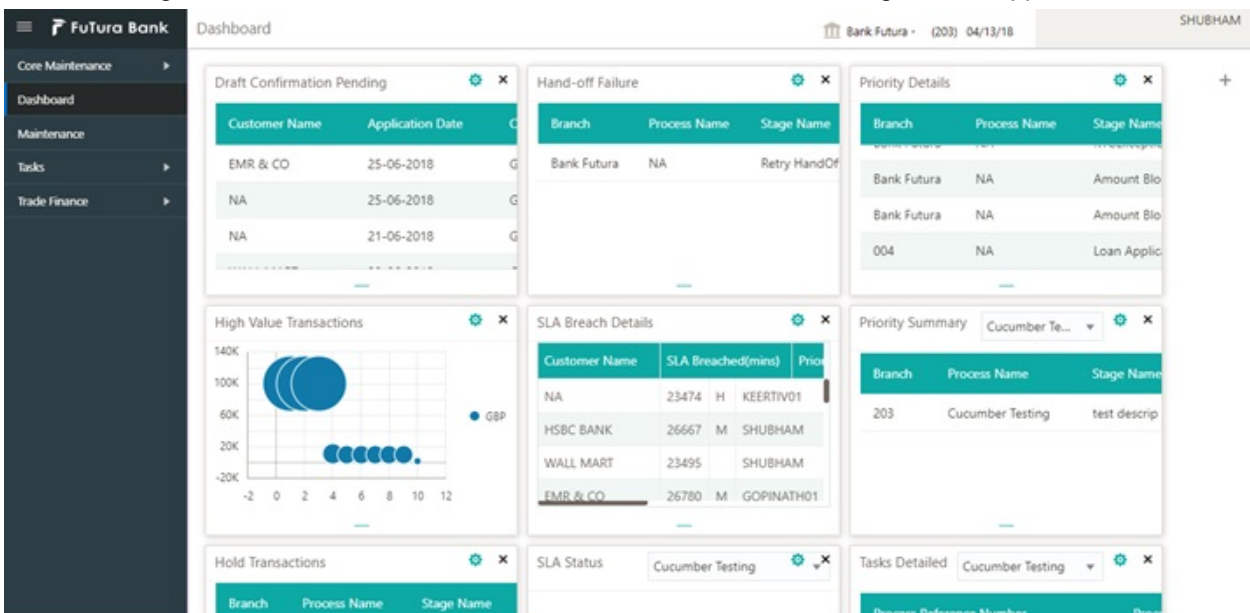 FuTura Bank
Dashboard
Bank Futura - (203) 04/13/18
SHUBHAM
Core Maintenance
Dashboard
Maintenance
Tasks
Trade Finance
Draft Confirmation Pending
Customer Name Application Date C
EMR & CO 25-06-2018 G
NA 25-06-2018 G
NA 21-06-2018 G
Hand-off Failure
Branch Process Name Stage Name
Bank Futura NA Retry HandOf
Priority Details
Branch Process Name Stage Name
Bank Futura NA Amount Blo
Bank Futura NA Amount Blo
004 NA Loan Applic
High Value Transactions
140K
100K
60K
20K
-20K
-2 0 2 4 6 8 10 12
GBP
SLA Breach Details
Customer Name SLA Breached(mins) Prior
NA 23474 H KEERTIV01
HSBC BANK 26667 M SHUBHAM
WALL MART 23495 SHUBHAM
EMR & CO 26780 M GOPINATH01
Priority Summary Cucumber Te...
Branch Process Name Stage Name
203 Cucumber Testing test descrip
Hold Transactions
Branch Process Name Stage Name
SLA Status Cucumber Testing
Tasks Detailed Cucumber Testing
Process Reference Number